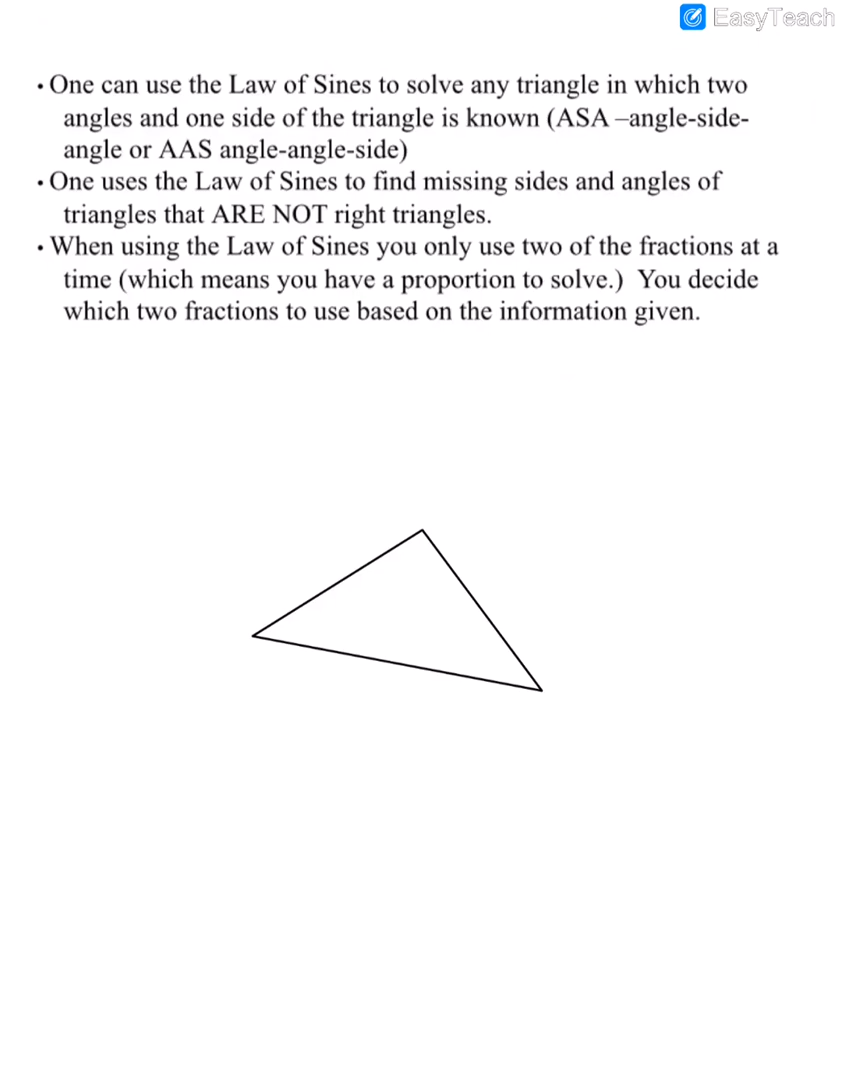 EasyTeach
• One can use the Law of Sines to solve any triangle in which two
angles and one side of the triangle is known (ASA –angle-side-
angle or AAS angle-angle-side)
• One uses the Law of Sines to find missing sides and angles of
triangles that ARE NOT right triangles.
• When using the Law of Sines you only use two of the fractions at a
time (which means you have a proportion to solve.)  You decide
which two fractions to use based on the information given.